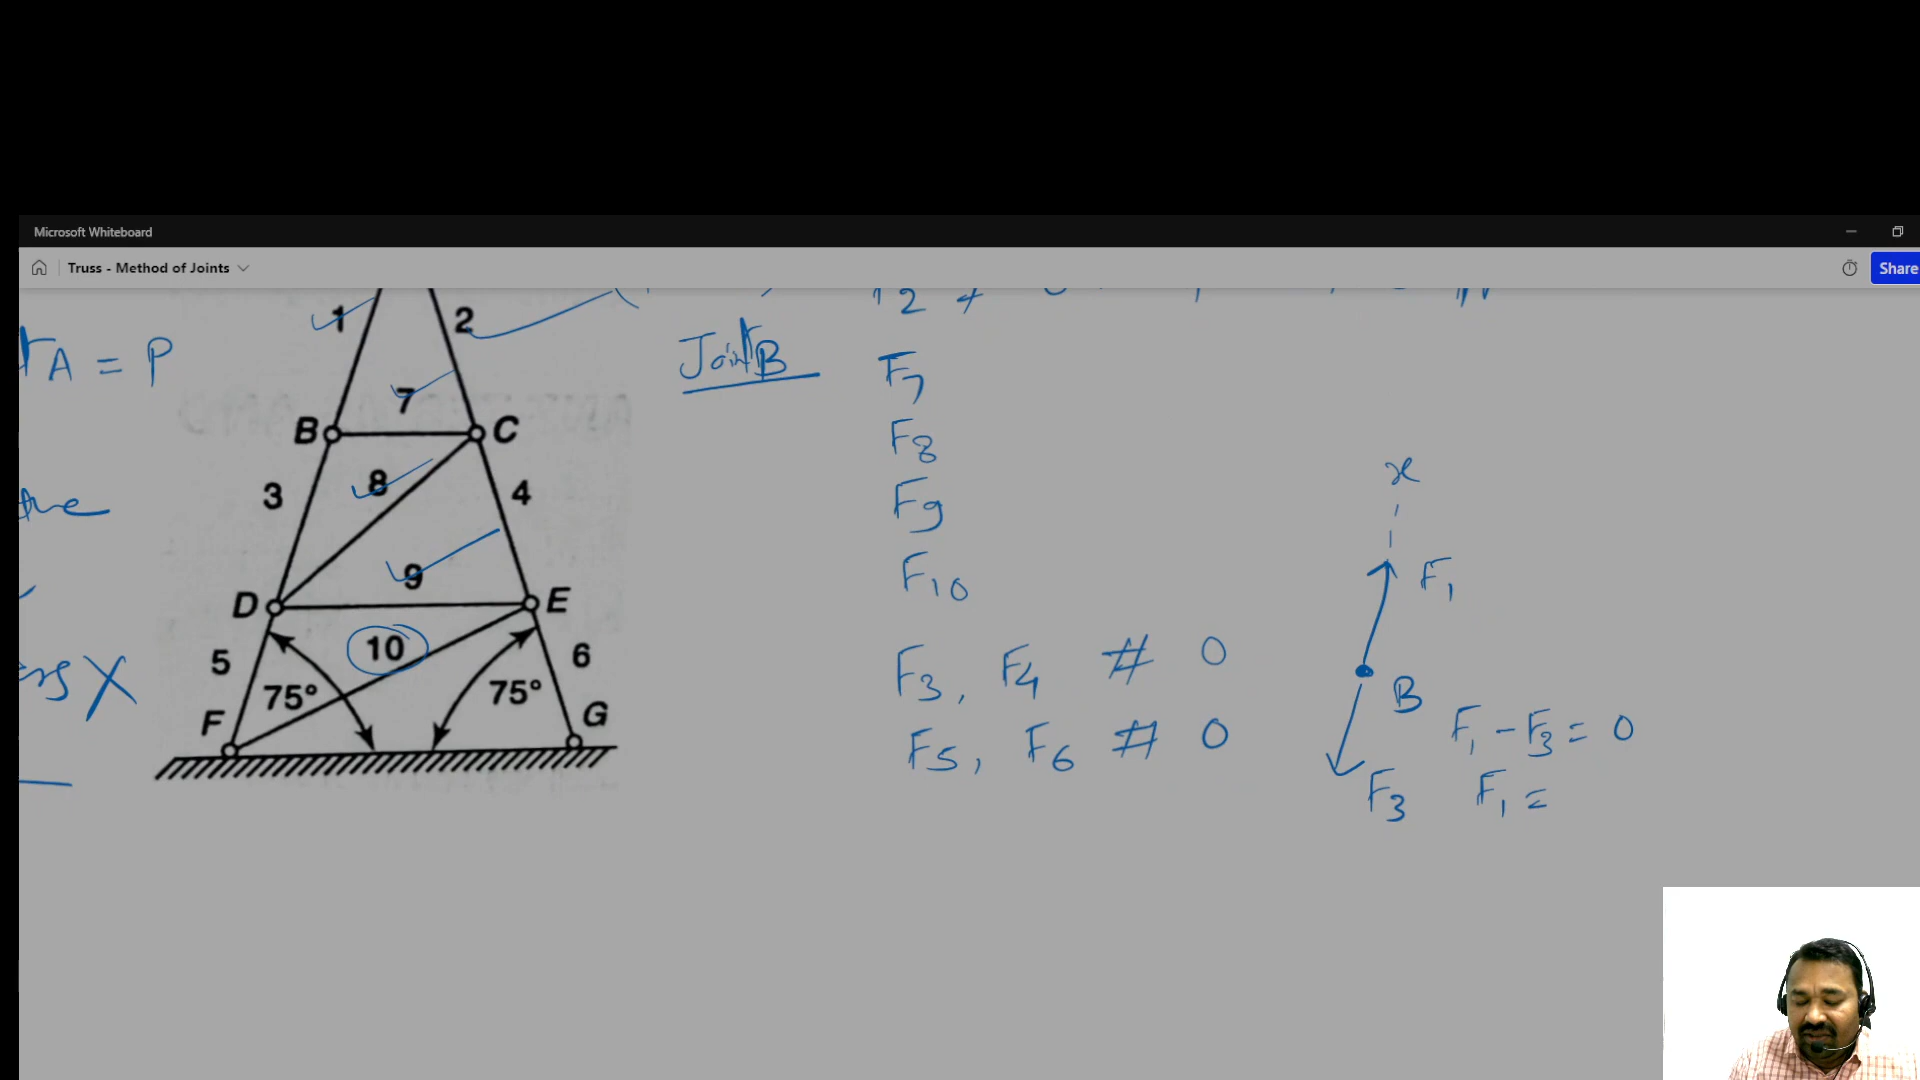 Microsoft Whiteboard
Truss - Method of Joints
Share
1
2
A = P
Joint B
F7
7
B
C
F8
8
3
4
x
the
F9
9
F1
F10
D
E
10
5
6
F3, F4 # 0
75°
75°
B
F
G
F5, F6 # 0
F1 - F3 = 0
F3
F1 =